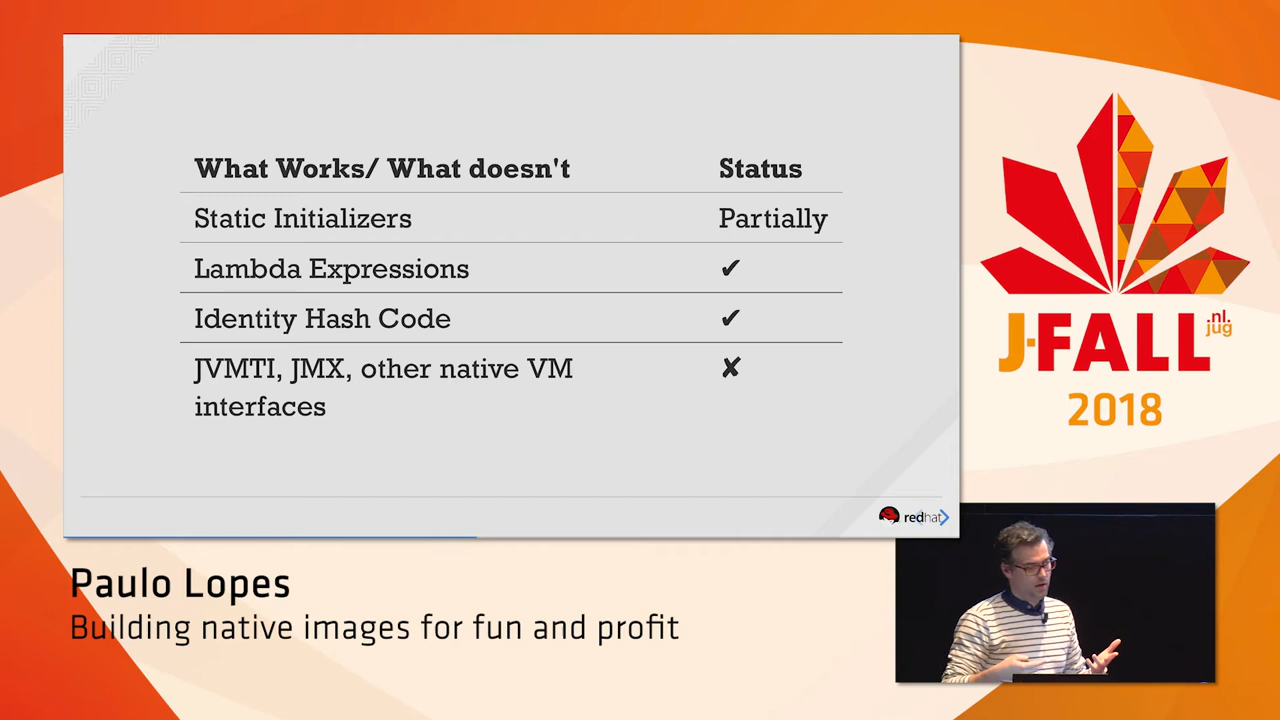 What Works/ What doesn't Status
Static Initializers Partially
Lambda Expressions ✔
Identity Hash Code ✔
JVMTI, JMX, other native VM ✘
interfaces
redhat
J·FALL
nl.
jug
2018
Paulo Lopes
Building native images for fun and profit